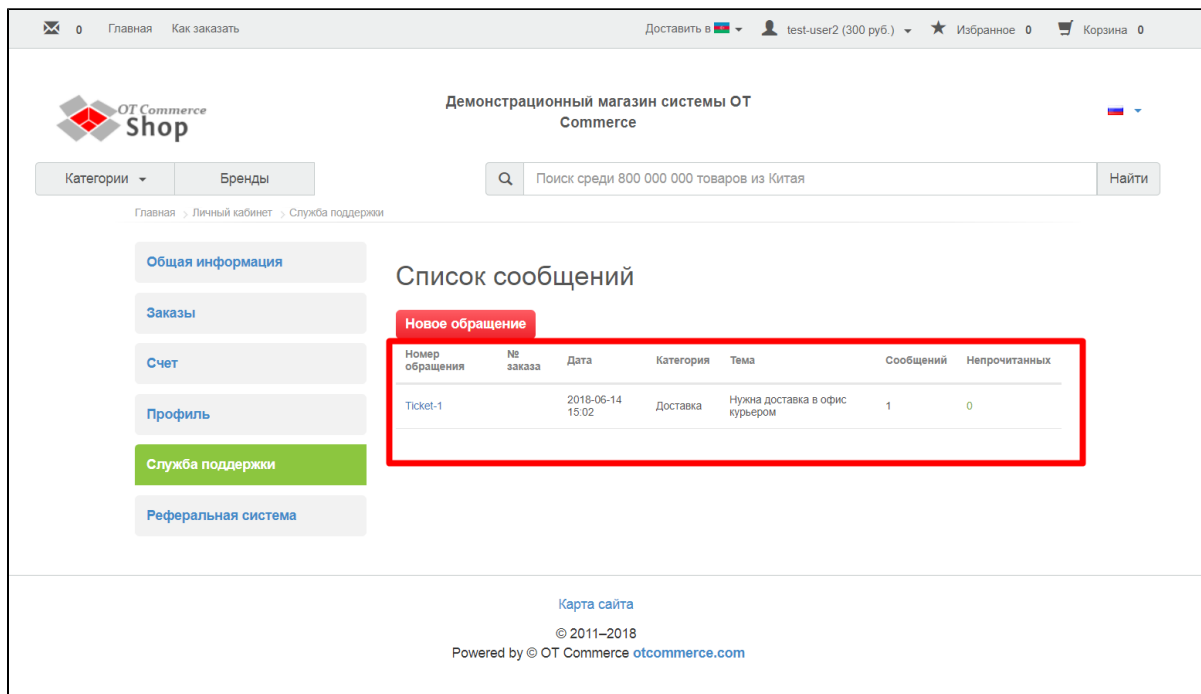 0 Главная Как заказать Доставить в test-user2 (300 руб.) Избранное 0 Корзина 0
OT Commerce
Shop
Демонстрационный магазин системы OT
Commerce
Категории Бренды Поиск среди 800 000 000 товаров из Китая Найти
Главная > Личный кабинет > Служба поддержки
Общая информация
Заказы
Счет
Профиль
Служба поддержки
Реферальная система
Список сообщений
Новое обращение
Номер обращения № заказа Дата Категория Тема Сообщений Непрочитанных
Ticket-1 2018-06-14 15:02 Доставка Нужна доставка в офис курьером 1 0
Карта сайта
© 2011–2018
Powered by © OT Commerce otcommerce.com